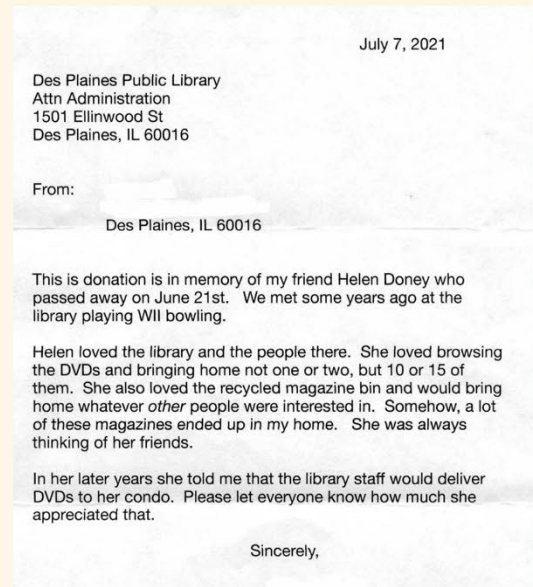 July 7, 2021
Des Plaines Public Library
Attn Administration
1501 Ellinwood St
Des Plaines, IL 60016
From:
Des Plaines, IL 60016
This is donation is in memory of my friend Helen Doney who
passed away on June 21st. We met some years ago at the
library playing WII bowling.
Helen loved the library and the people there. She loved browsing
the DVDs and bringing home not one or two, but 10 or 15 of
them. She also loved the recycled magazine bin and would bring
home whatever other people were interested in. Somehow, a lot
of these magazines ended up in my home. She was always
thinking of her friends.
In her later years she told me that the library staff would deliver
DVDs to her condo. Please let everyone know how much she
appreciated that.
Sincerely,